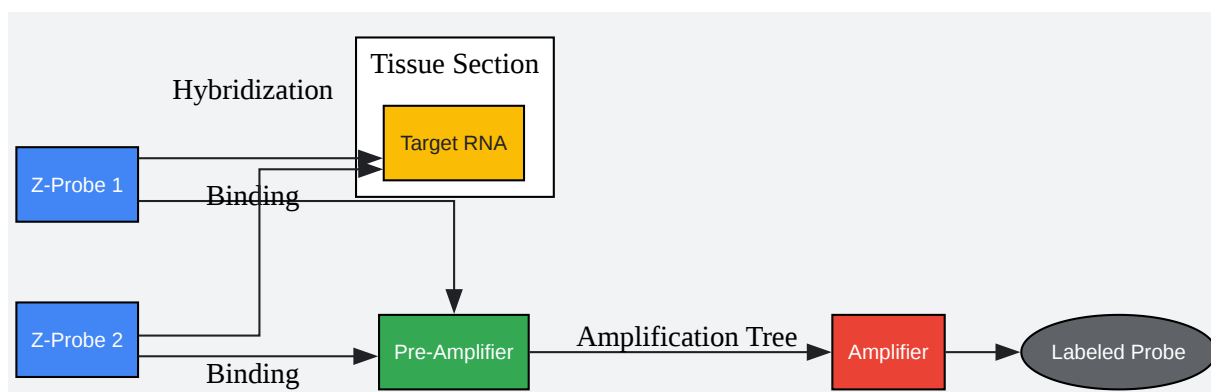 Tissue Section
Hybridization
Target RNA
Z-Probe 1
Binding
Z-Probe 2
Pre-Amplifier
Amplification Tree
Amplifier
Labeled Probe
Binding